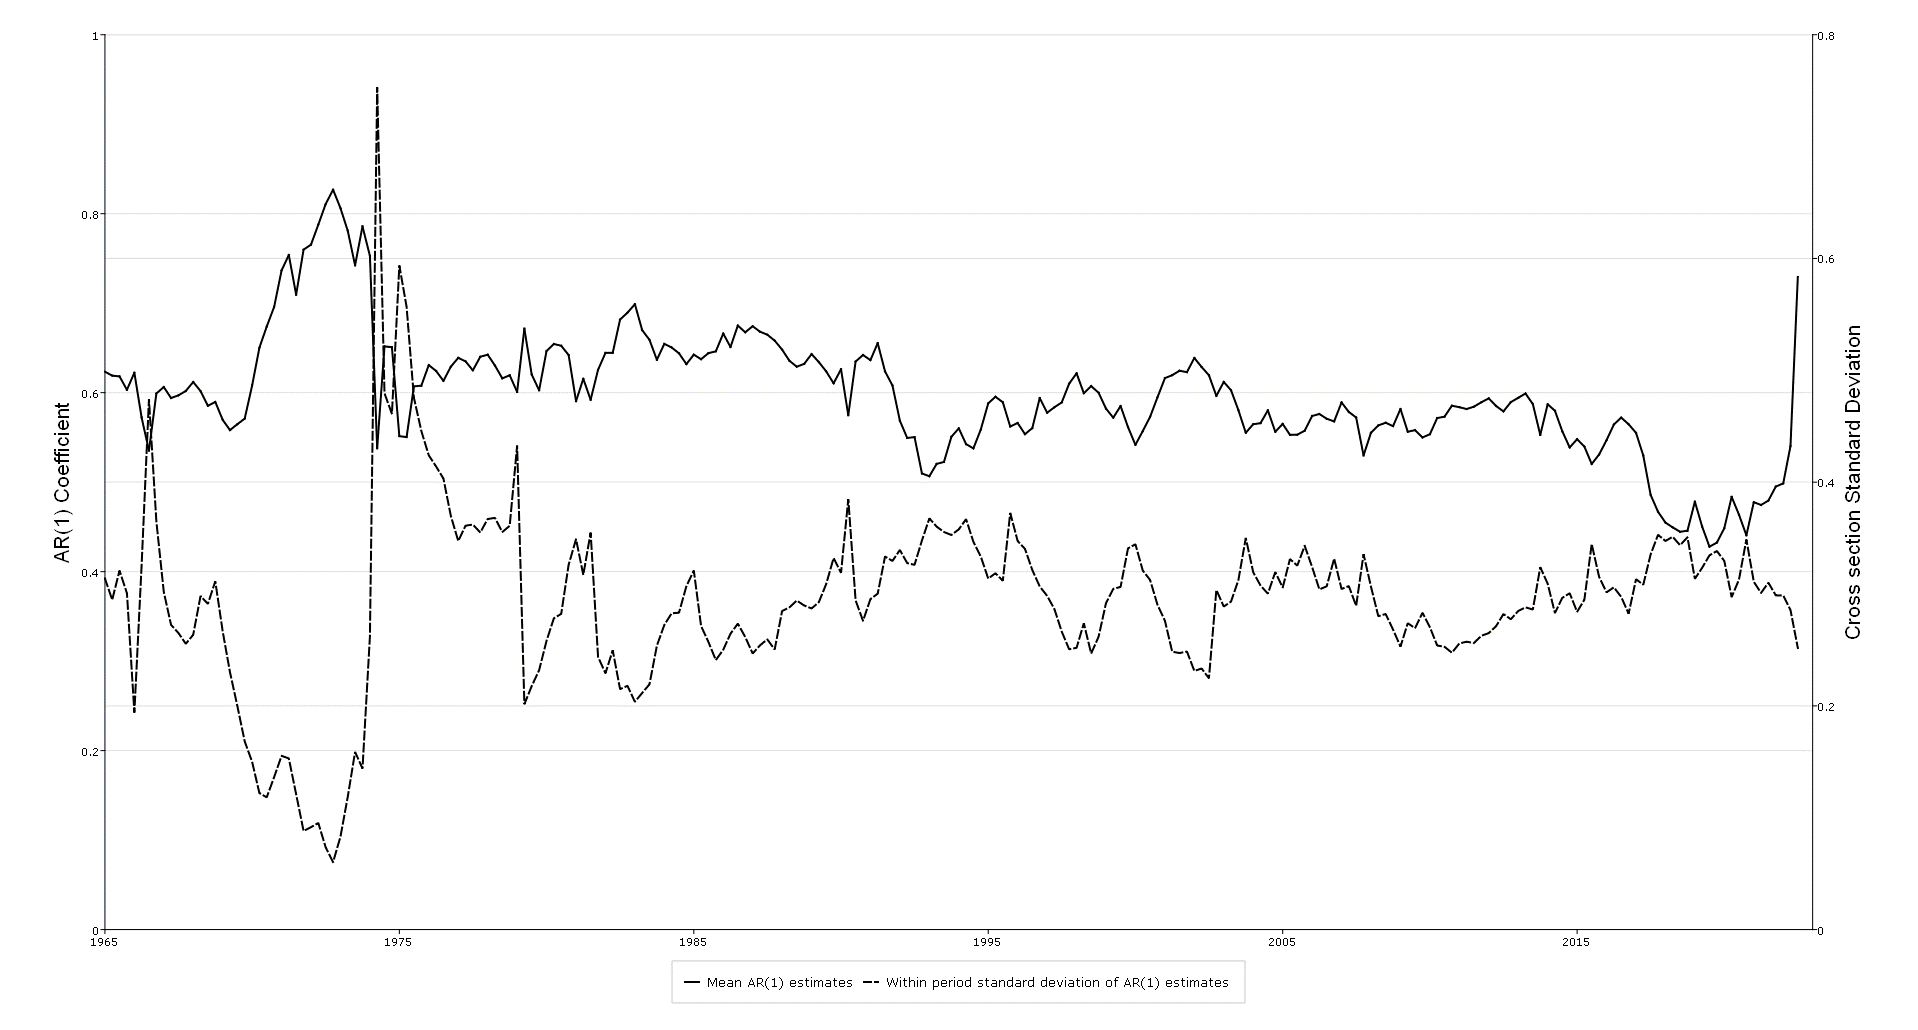 1
0.8
0.6
0.4
0.2
0
AR(1) Coefficient
0.8
0.6
0.4
0.2
0
Cross section Standard Deviation
1965 1975 1985 1995 2005 2015
Mean AR(1) estimates Within period standard deviation of AR(1) estimates